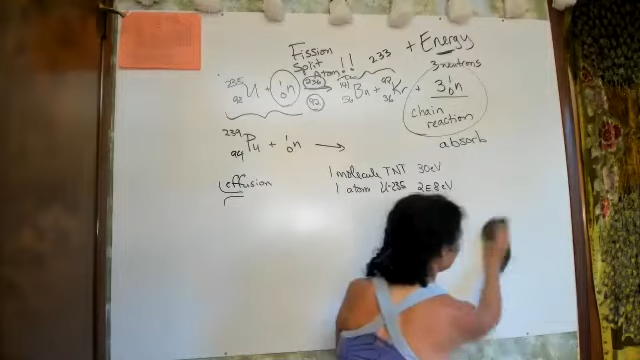 Fission
Split
Atom!!
233
+ Energy
3 neutrons
235 92 U + 1 0 n → 236 92 141 56 Ba + 92 36 Kr + 3 1 0 n
chain
reaction
absorb
239 94 Pu + 1 0 n →
effusion
1 molecule TNT 30eV
1 atom U-235 2E8eV